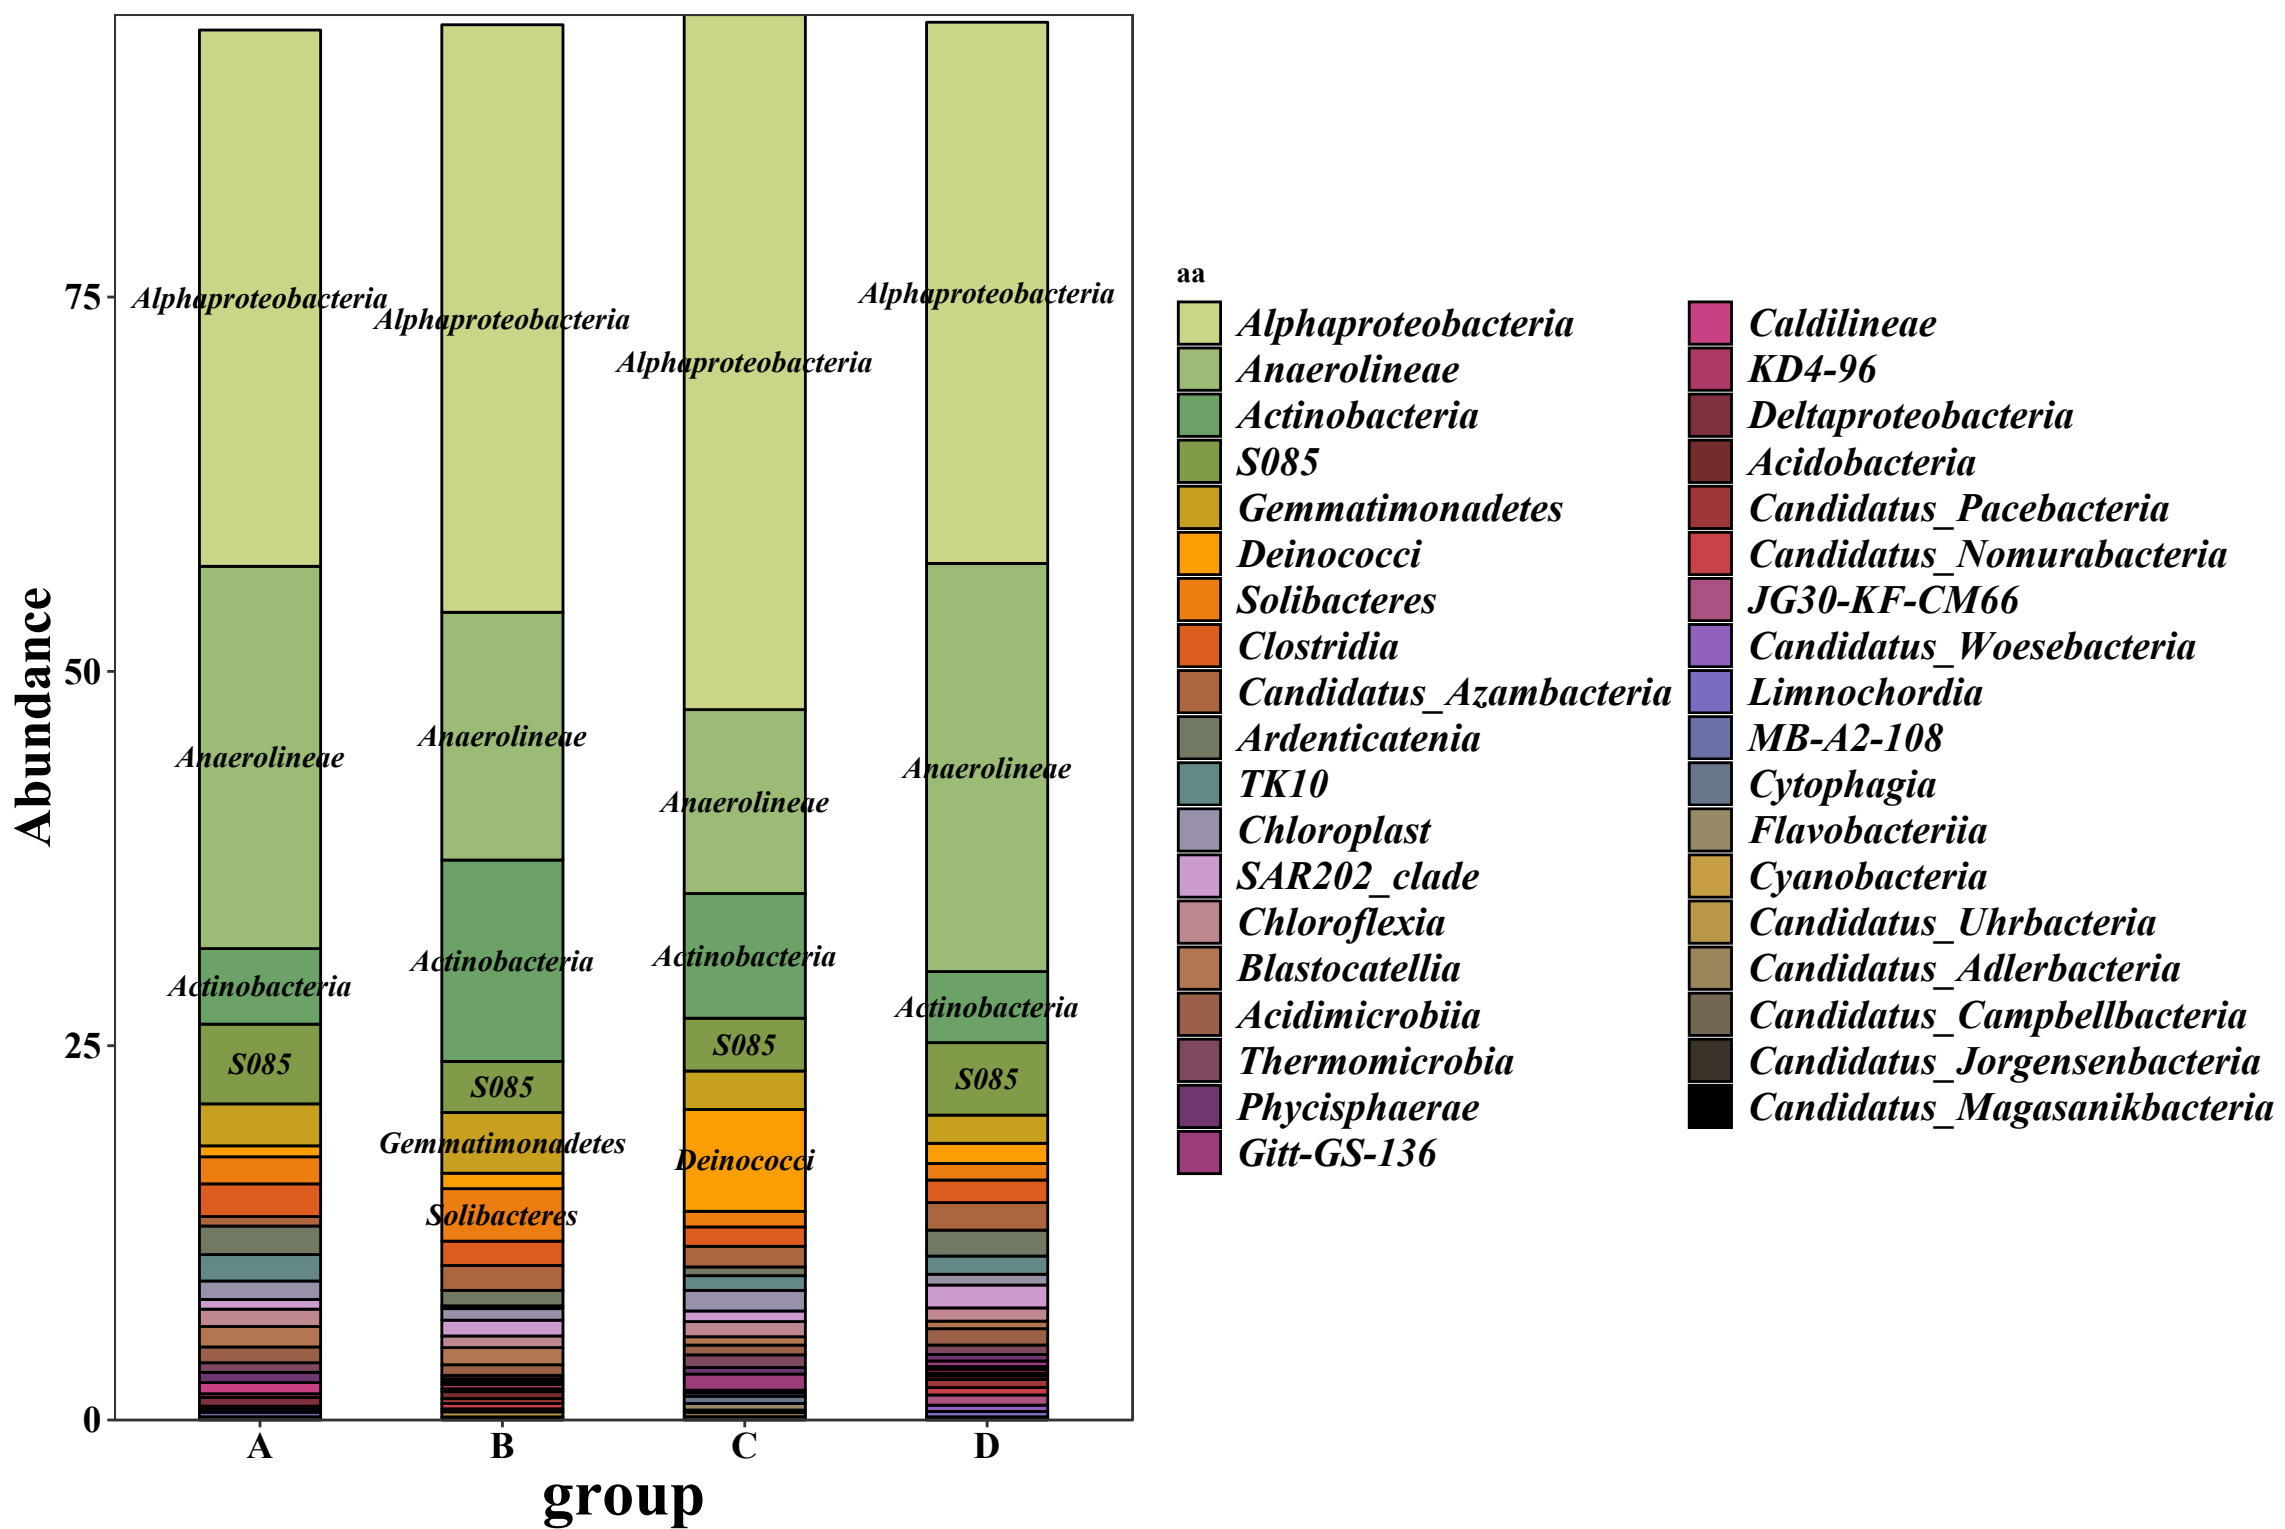 Abundance
75
50
25
0
Alphaproteobacteria
Anaerolineae
Actinobacteria
S085
Alphaproteobacteria
Anaerolineae
Actinobacteria
S085
Gemmatimonadetes
Solibacteres
Alphaproteobacteria
Anaerolineae
Actinobacteria
S085
Deinococci
Alphaproteobacteria
Anaerolineae
Actinobacteria
S085
A
B
C
D
group
aa
Alphaproteobacteria
Anaerolineae
Actinobacteria
S085
Gemmatimonadetes
Deinococci
Solibacteres
Clostridia
Candidatus_Azambacteria
Ardenticatenia
TK10
Chloroplast
SAR202_clade
Chloroflexia
Blastocatellia
Acidimicrobiia
Thermomicrobia
Phycisphaerae
Gitt-GS-136
Caldilineae
KD4-96
Deltaproteobacteria
Acidobacteria
Candidatus_Pacebacteria
Candidatus_Nomurabacteria
JG30-KF-CM66
Candidatus_Woesebacteria
Limnochordia
MB-A2-108
Cytophagia
Flavobacteriia
Cyanobacteria
Candidatus_Uhrbacteria
Candidatus_Adlerbacteria
Candidatus_Campbellbacteria
Candidatus_Jorgensenbacteria
Candidatus_Magasanikbacteria